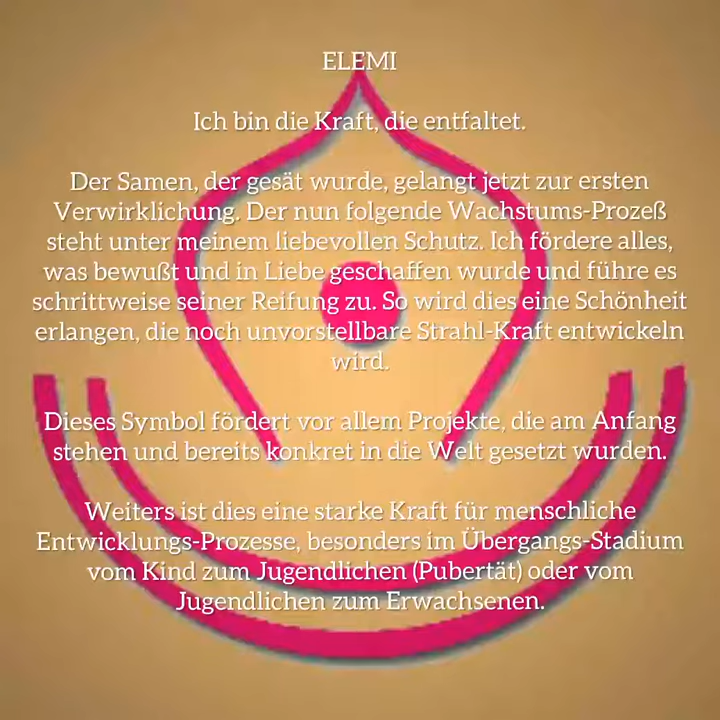 ELEMI
Ich bin die Kraft, die entfaltet.
Der Samen, der gesät wurde, gelangt jetzt zur ersten
Verwirklichung. Der nun folgende Wachstums-Prozeß
steht unter meinem liebevollen Schutz. Ich fördere alles,
was bewußt und in Liebe geschaffen wurde und führe es
schrittweise seiner Reifung zu. So wird dies eine Schönheit
erlangen, die noch unvorstellbare Strahl-Kraft entwickeln
wird.
Dieses Symbol fördert vor allem Projekte, die am Anfang
stehen und bereits konkret in die Welt gesetzt wurden.
Weiters ist dies eine starke Kraft für menschliche
Entwicklungs-Prozesse, besonders im Übergangs-Stadium
vom Kind zum Jugendlichen (Pubertät) oder vom
Jugendlichen zum Erwachsenen.